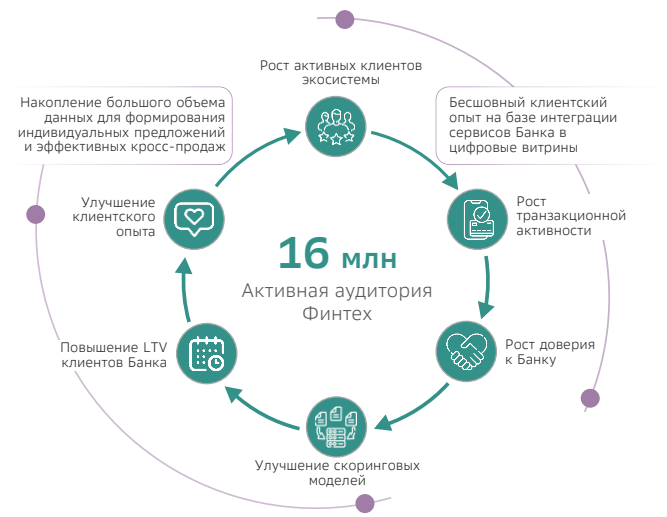 Рост активных клиентов
экосистемы
Накопление большого объема
данных для формирования
индивидуальных предложений
и эффективных кросс-продаж
Бесшовный клиентский
опыт на базе интеграции
сервисов Банка в
цифровые витрины
Улучшение
клиентского
опыта
Рост
транзакционной
активности
16 млн
Активная аудитория
Финтех
Повышение LTV
клиентов Банка
Рост доверия
к Банку
Улучшение скоринговых
моделей